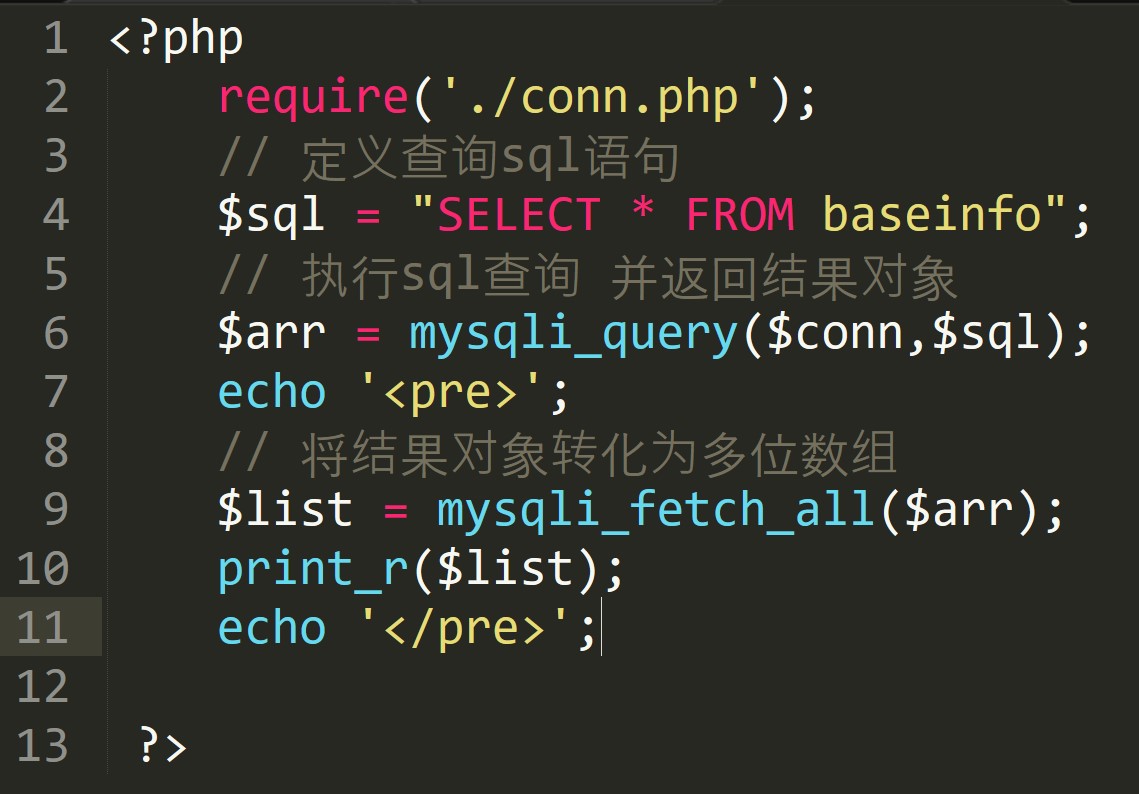 1 <?php
2 require('./conn.php');
3 // 定义查询sql语句
4 $sql = "SELECT * FROM baseinfo";
5 // 执行sql查询 并返回结果对象
6 $arr = mysqli_query($conn,$sql);
7 echo '<pre>';
8 // 将结果对象转化为多位数组
9 $list = mysqli_fetch_all($arr);
10 print_r($list);
11 echo '</pre>';
12
13 ?>